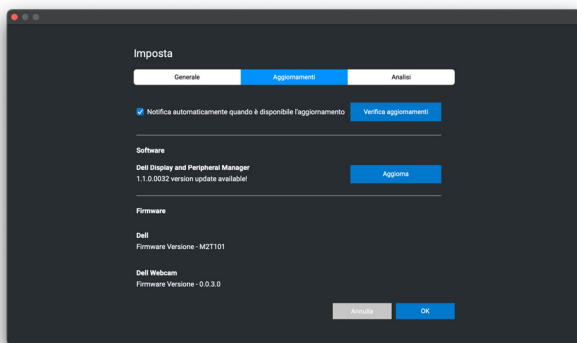 Imposta
Generale
Aggiornamenti
Analisi
Notifica automaticamente quando è disponibile l'aggiornamento
Verifica aggiornamenti
Software
Dell Display and Peripheral Manager
1.1.0.0032 version update available!
Aggiorna
Firmware
Dell
Firmware Versione - M2T101
Dell Webcam
Firmware Versione - 0.0.3.0
Annulla
OK